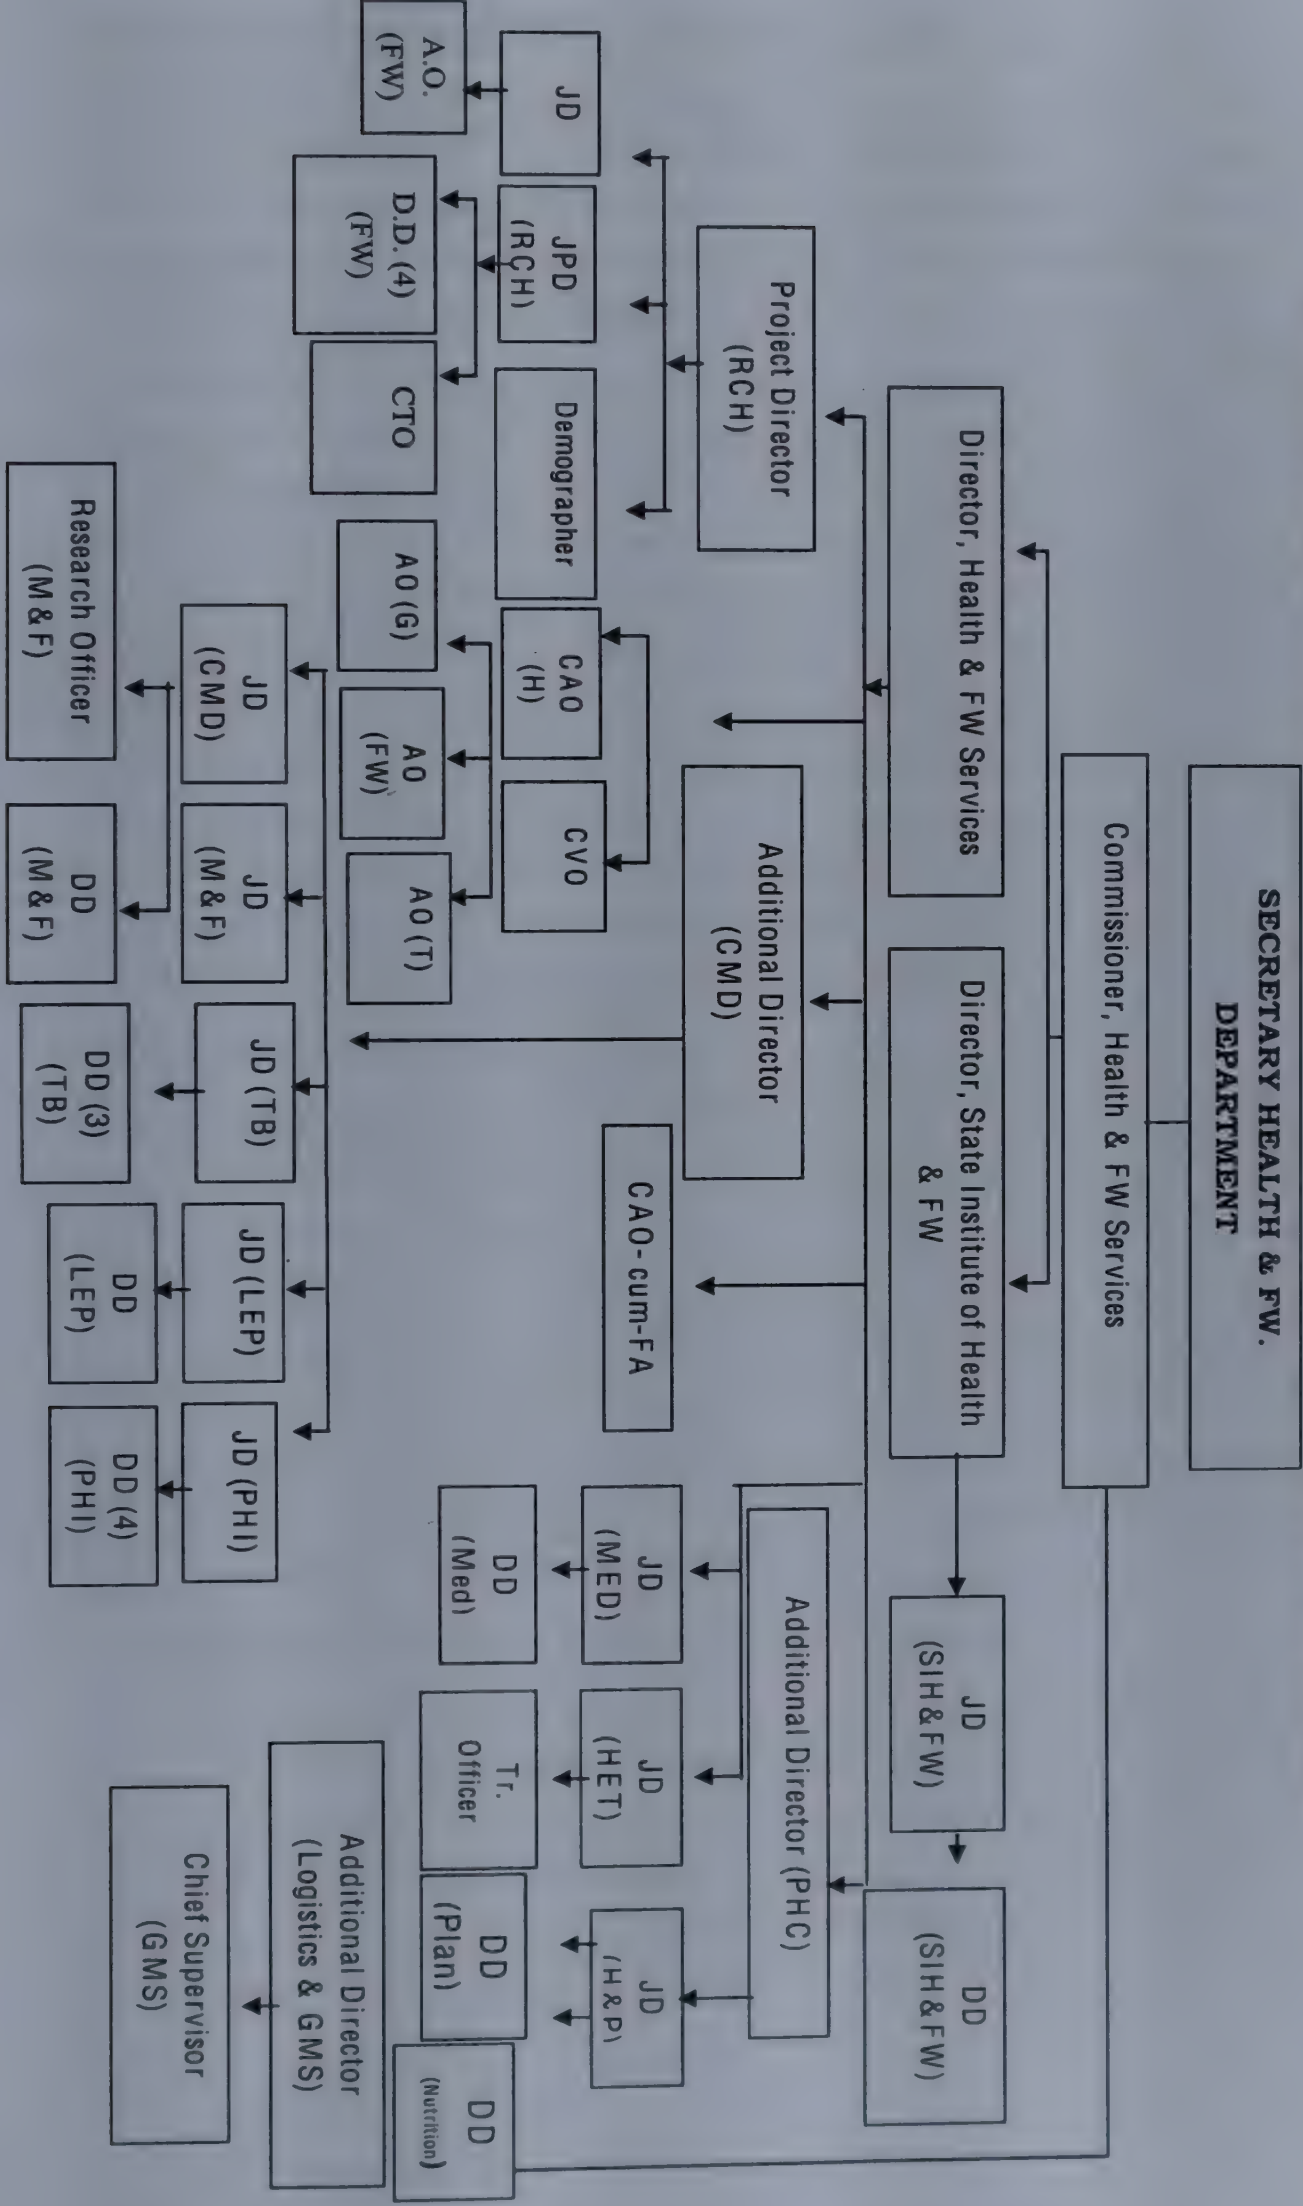 SECRETARY HEALTH & FW.
DEPARTMENT
Commissioner, Health & FW Services
Director, Health & FW Services
Director, State Institute of Health
& FW
JD
(SIH&FW)
DD
(SIH&FW)
Project Director
(RCH)
Additional Director
(CMD)
CAO-cum-FA
Additional Director (PHC)
JD
JPD
(RCH)
Demographer
CAO
(H)
CVO
JD
(MED)
JD
(HET)
JD
(H&P)
A.O.
(FW)
D.D. (4)
(FW)
CTO
AO (G)
AO
(FW)
AO (T)
DD
(Med)
Tr.
Officer
DD
(Plan)
DD
(Nutrition)
JD
(CMD)
JD
(M&F)
JD (TB)
JD (LEP)
JD (PHI)
Additional Director
(Logistics & GMS)
Research Officer
(M&F)
DD
(M&F)
DD (3)
(TB)
DD
(LEP)
DD (4)
(PHI)
Chief Supervisor
(GMS)